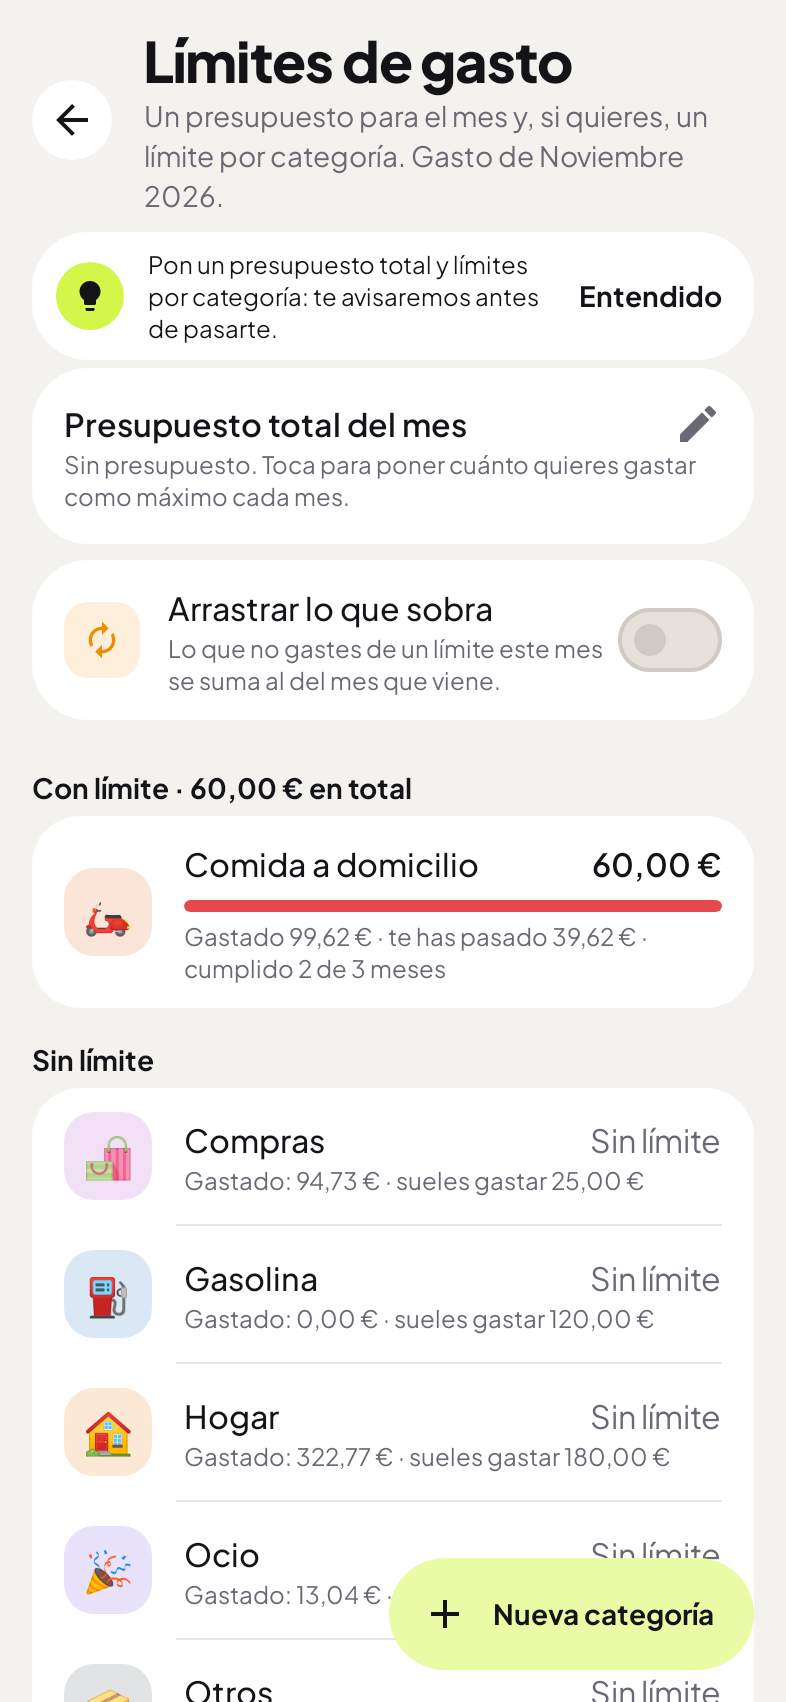 Límites de gasto
Un presupuesto para el mes y, si quieres, un
límite por categoría. Gasto de Noviembre
2026.
Pon un presupuesto total y límites
por categoría: te avisaremos antes
de pasarte.
Entendido
Presupuesto total del mes
Sin presupuesto. Toca para poner cuánto quieres gastar
como máximo cada mes.
Arrastrar lo que sobra
Lo que no gastes de un límite este mes
se suma al del mes que viene.
Con límite · 60,00 € en total
Comida a domicilio
60,00 €
Gastado 99,62 € · te has pasado 39,62 € ·
cumplido 2 de 3 meses
Sin límite
Compras
Sin límite
Gastado: 94,73 € · sueles gastar 25,00 €
Gasolina
Sin límite
Gastado: 0,00 € · sueles gastar 120,00 €
Hogar
Sin límite
Gastado: 322,77 € · sueles gastar 180,00 €
Ocio
Sin límite
Gastado: 13,04 € ·
Nueva categoría
Otros
Sin límite